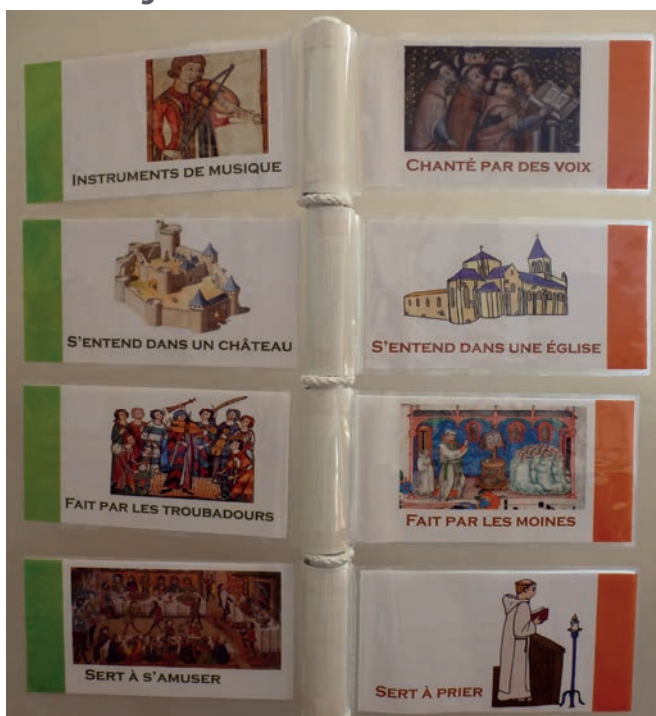 INSTRUMENTS DE MUSIQUE
CHANTÉ PAR DES VOIX
S'ENTEND DANS UN CHÂTEAU
S'ENTEND DANS UNE ÉGLISE
FAIT PAR LES TROUBADOURS
FAIT PAR LES MOINES
SERT À S'AMUSER
SERT À PRIER